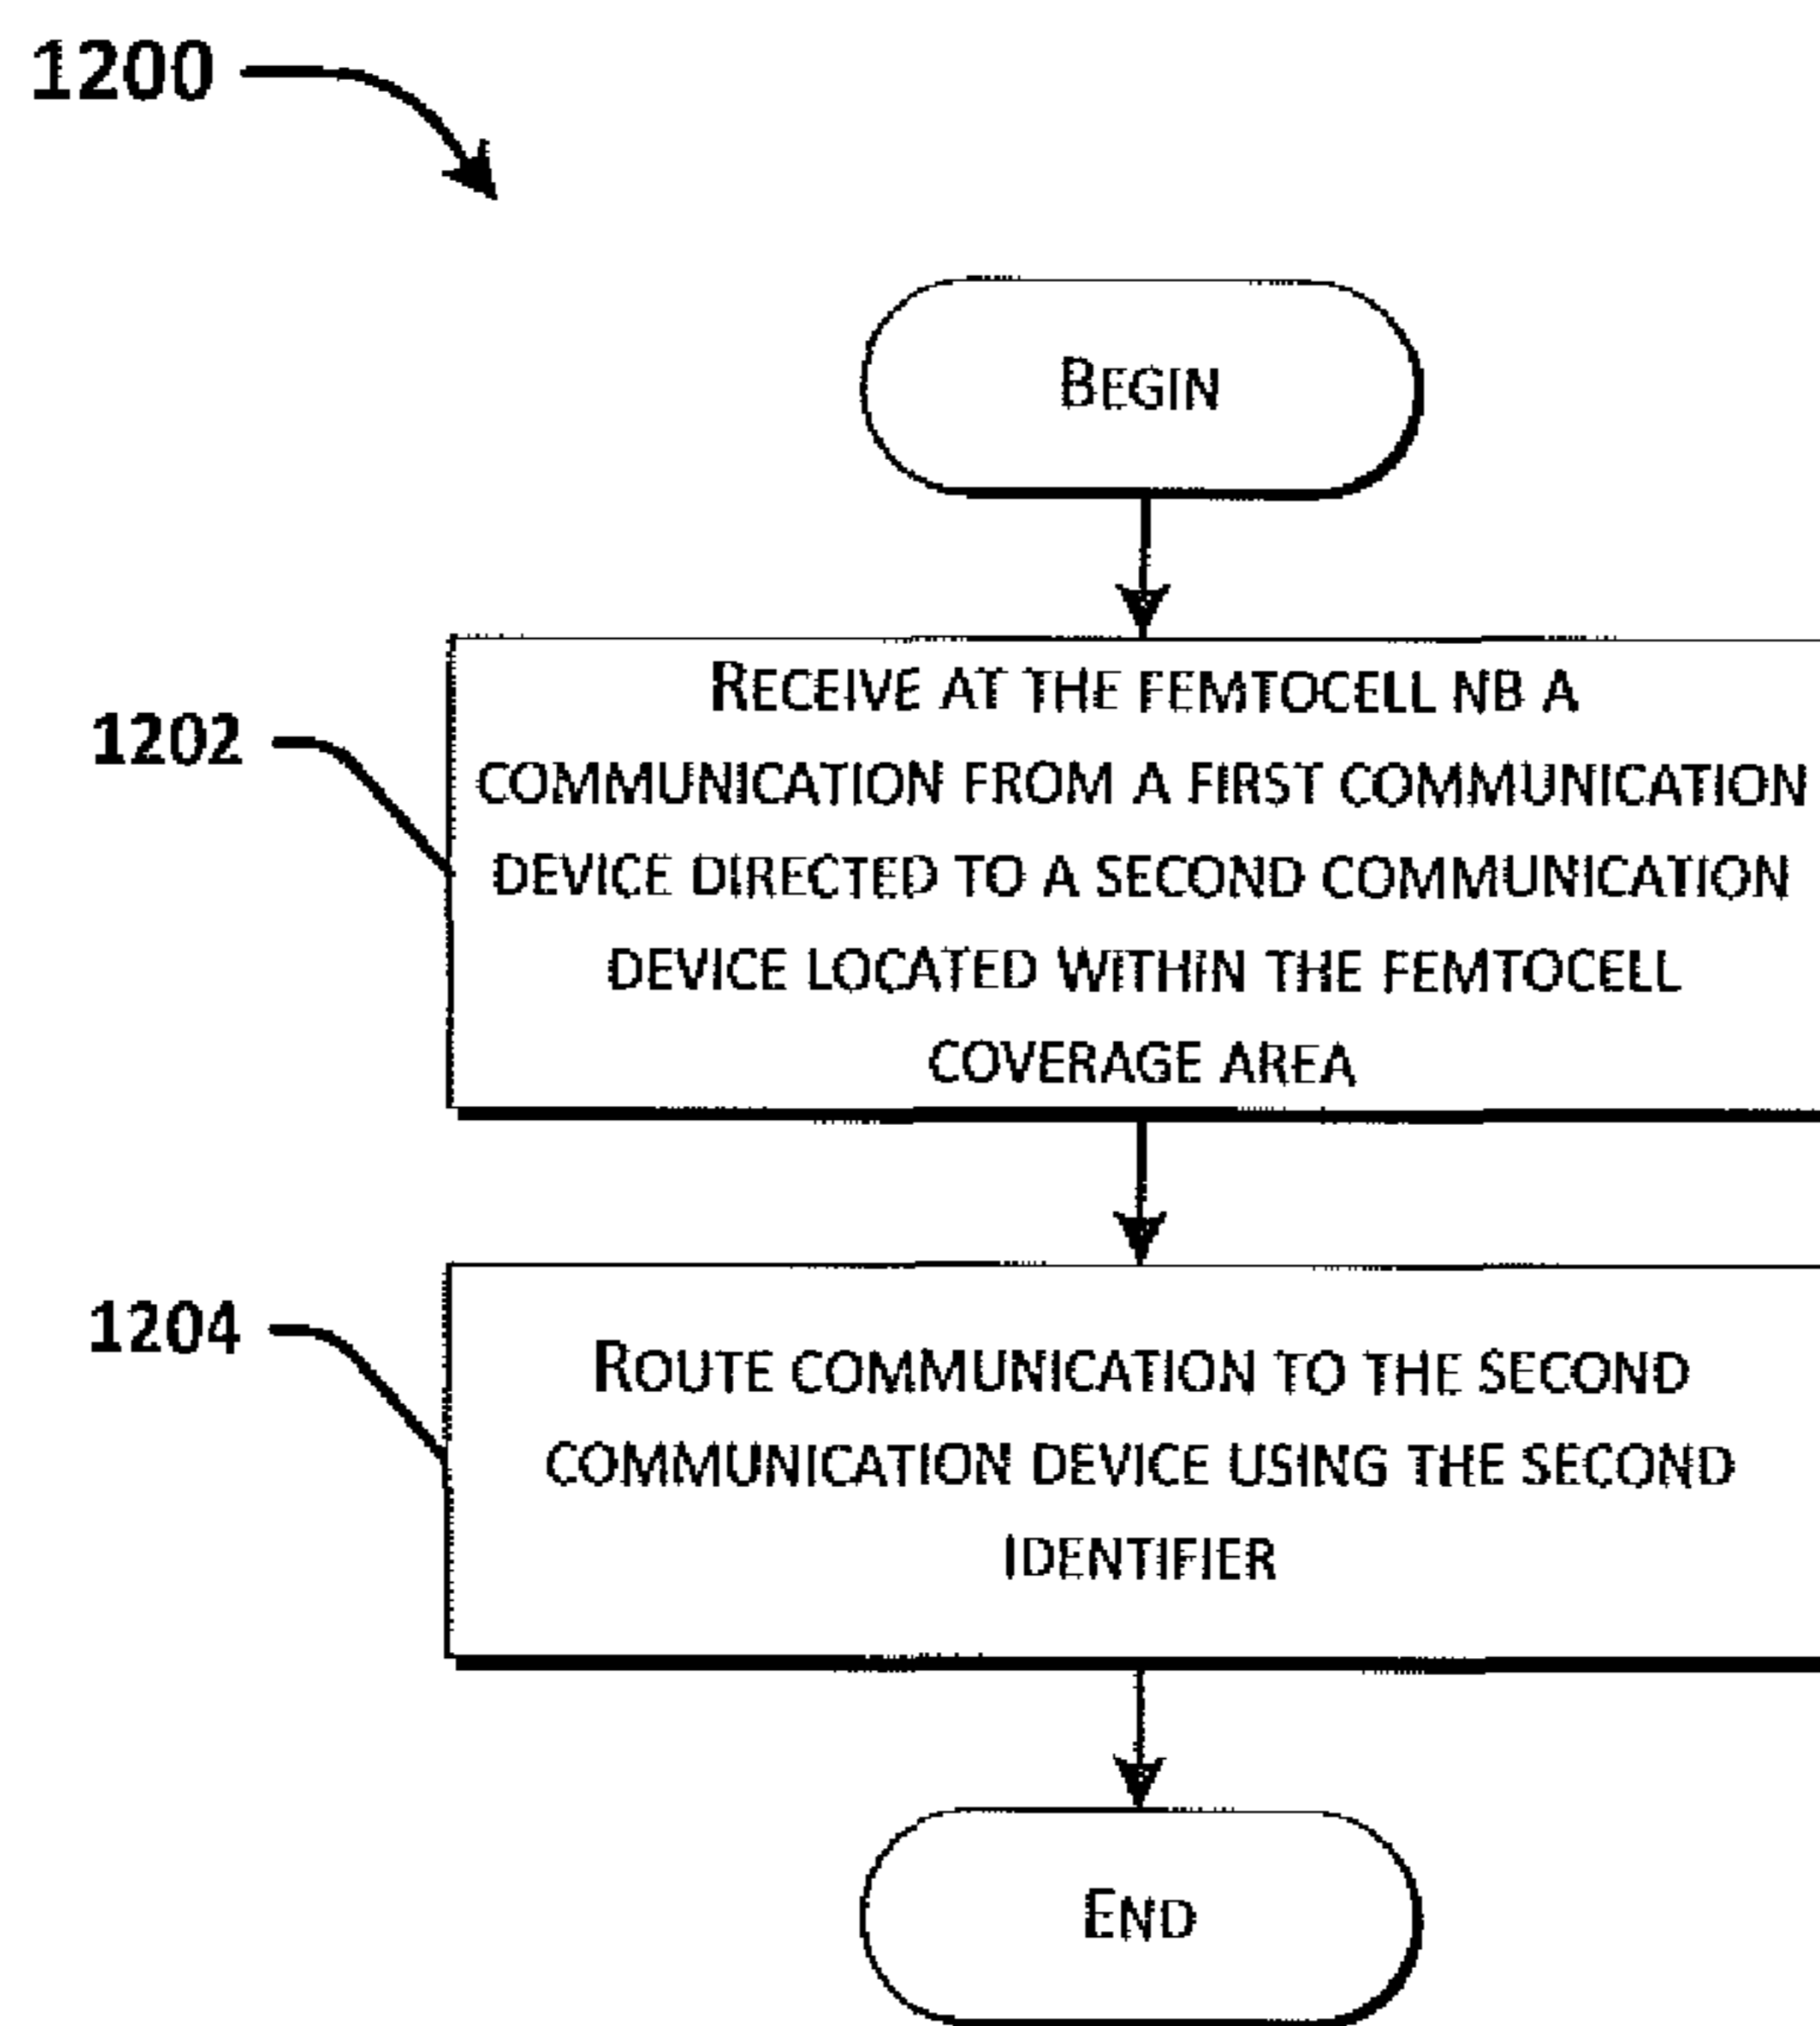 1200
BEGIN
1202
RECEIVE AT THE FEMTOCELL NB A
COMMUNICATION FROM A FIRST COMMUNICATION
DEVICE DIRECTED TO A SECOND COMMUNICATION
DEVICE LOCATED WITHIN THE FEMTOCELL
COVERAGE AREA
1204
ROUTE COMMUNICATION TO THE SECOND
COMMUNICATION DEVICE USING THE SECOND
IDENTIFIER
END